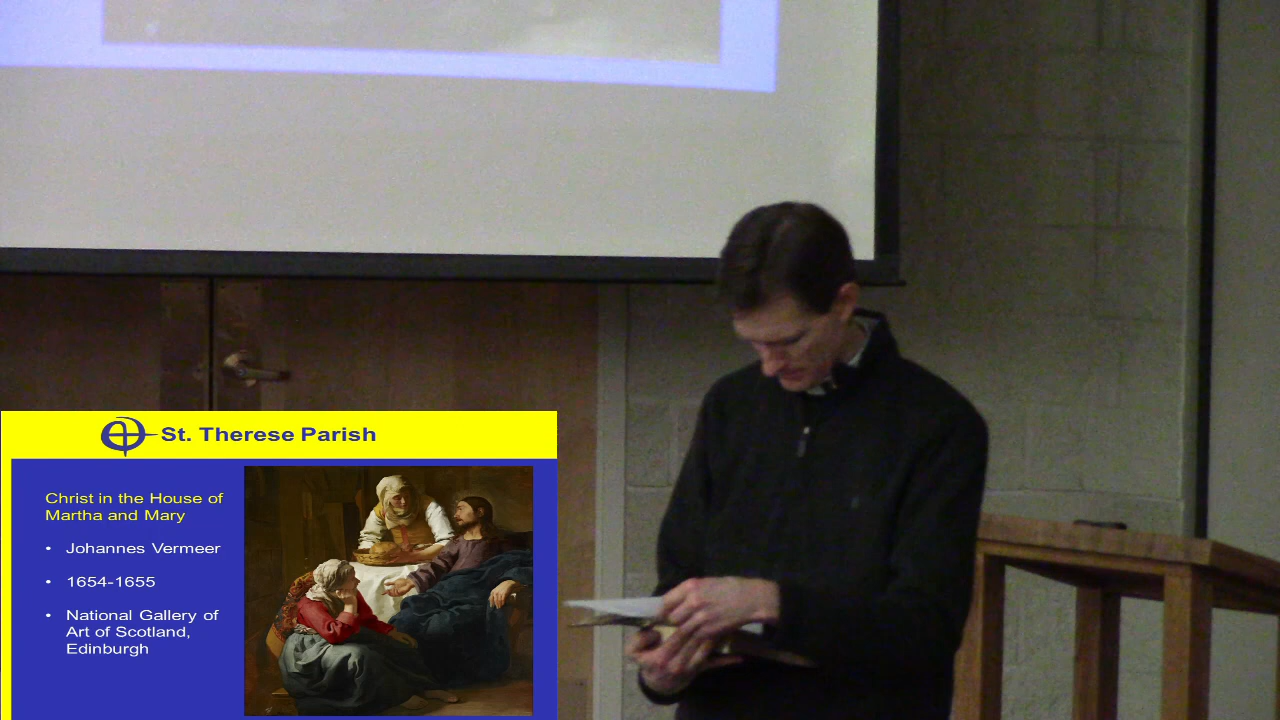 St. Therese Parish
Christ in the House of
Martha and Mary
• Johannes Vermeer
• 1654-1655
• National Gallery of
Art of Scotland,
Edinburgh